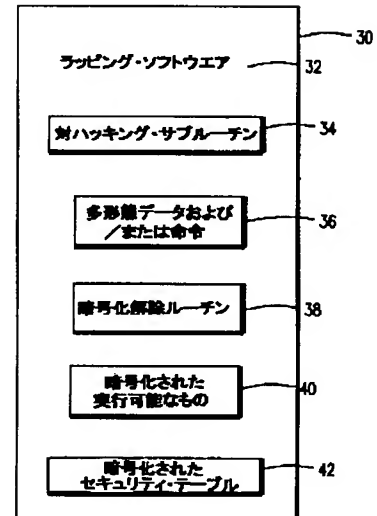 30
ラッピング・ソフトウエア 32
対ハッキング・サブルーチン 34
多形態データおよび
／または命令 36
暗号化解除ルーチン 38
暗号化された
実行可能なもの 40
暗号化された
セキュリティ・テーブル 42